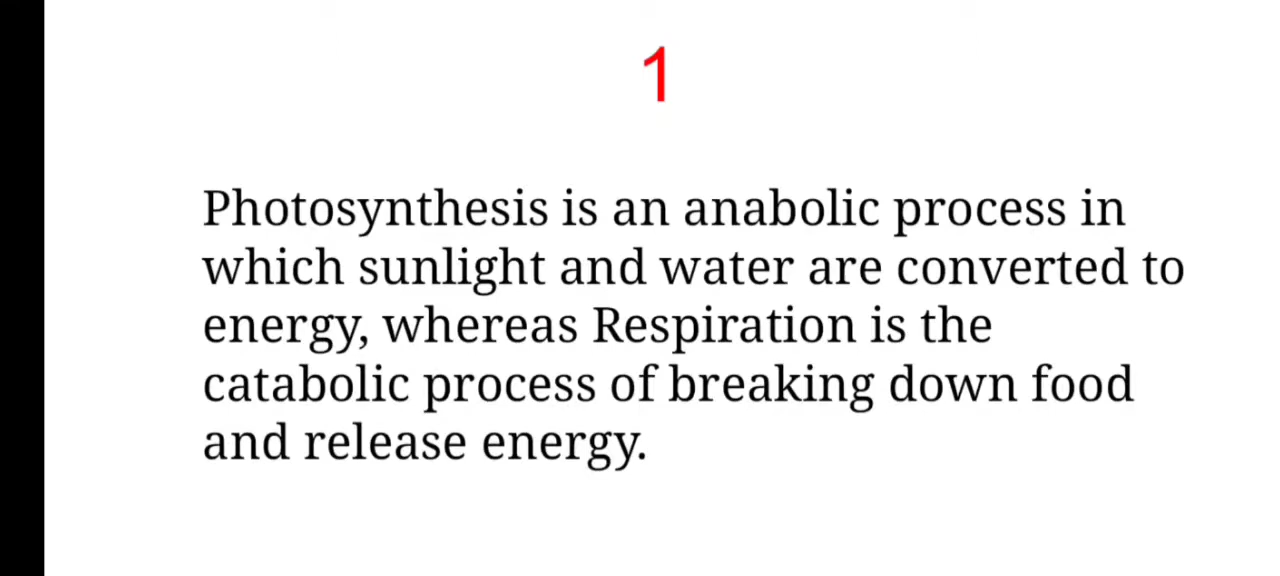 1
Photosynthesis is an anabolic process in
which sunlight and water are converted to
energy, whereas Respiration is the
catabolic process of breaking down food
and release energy.